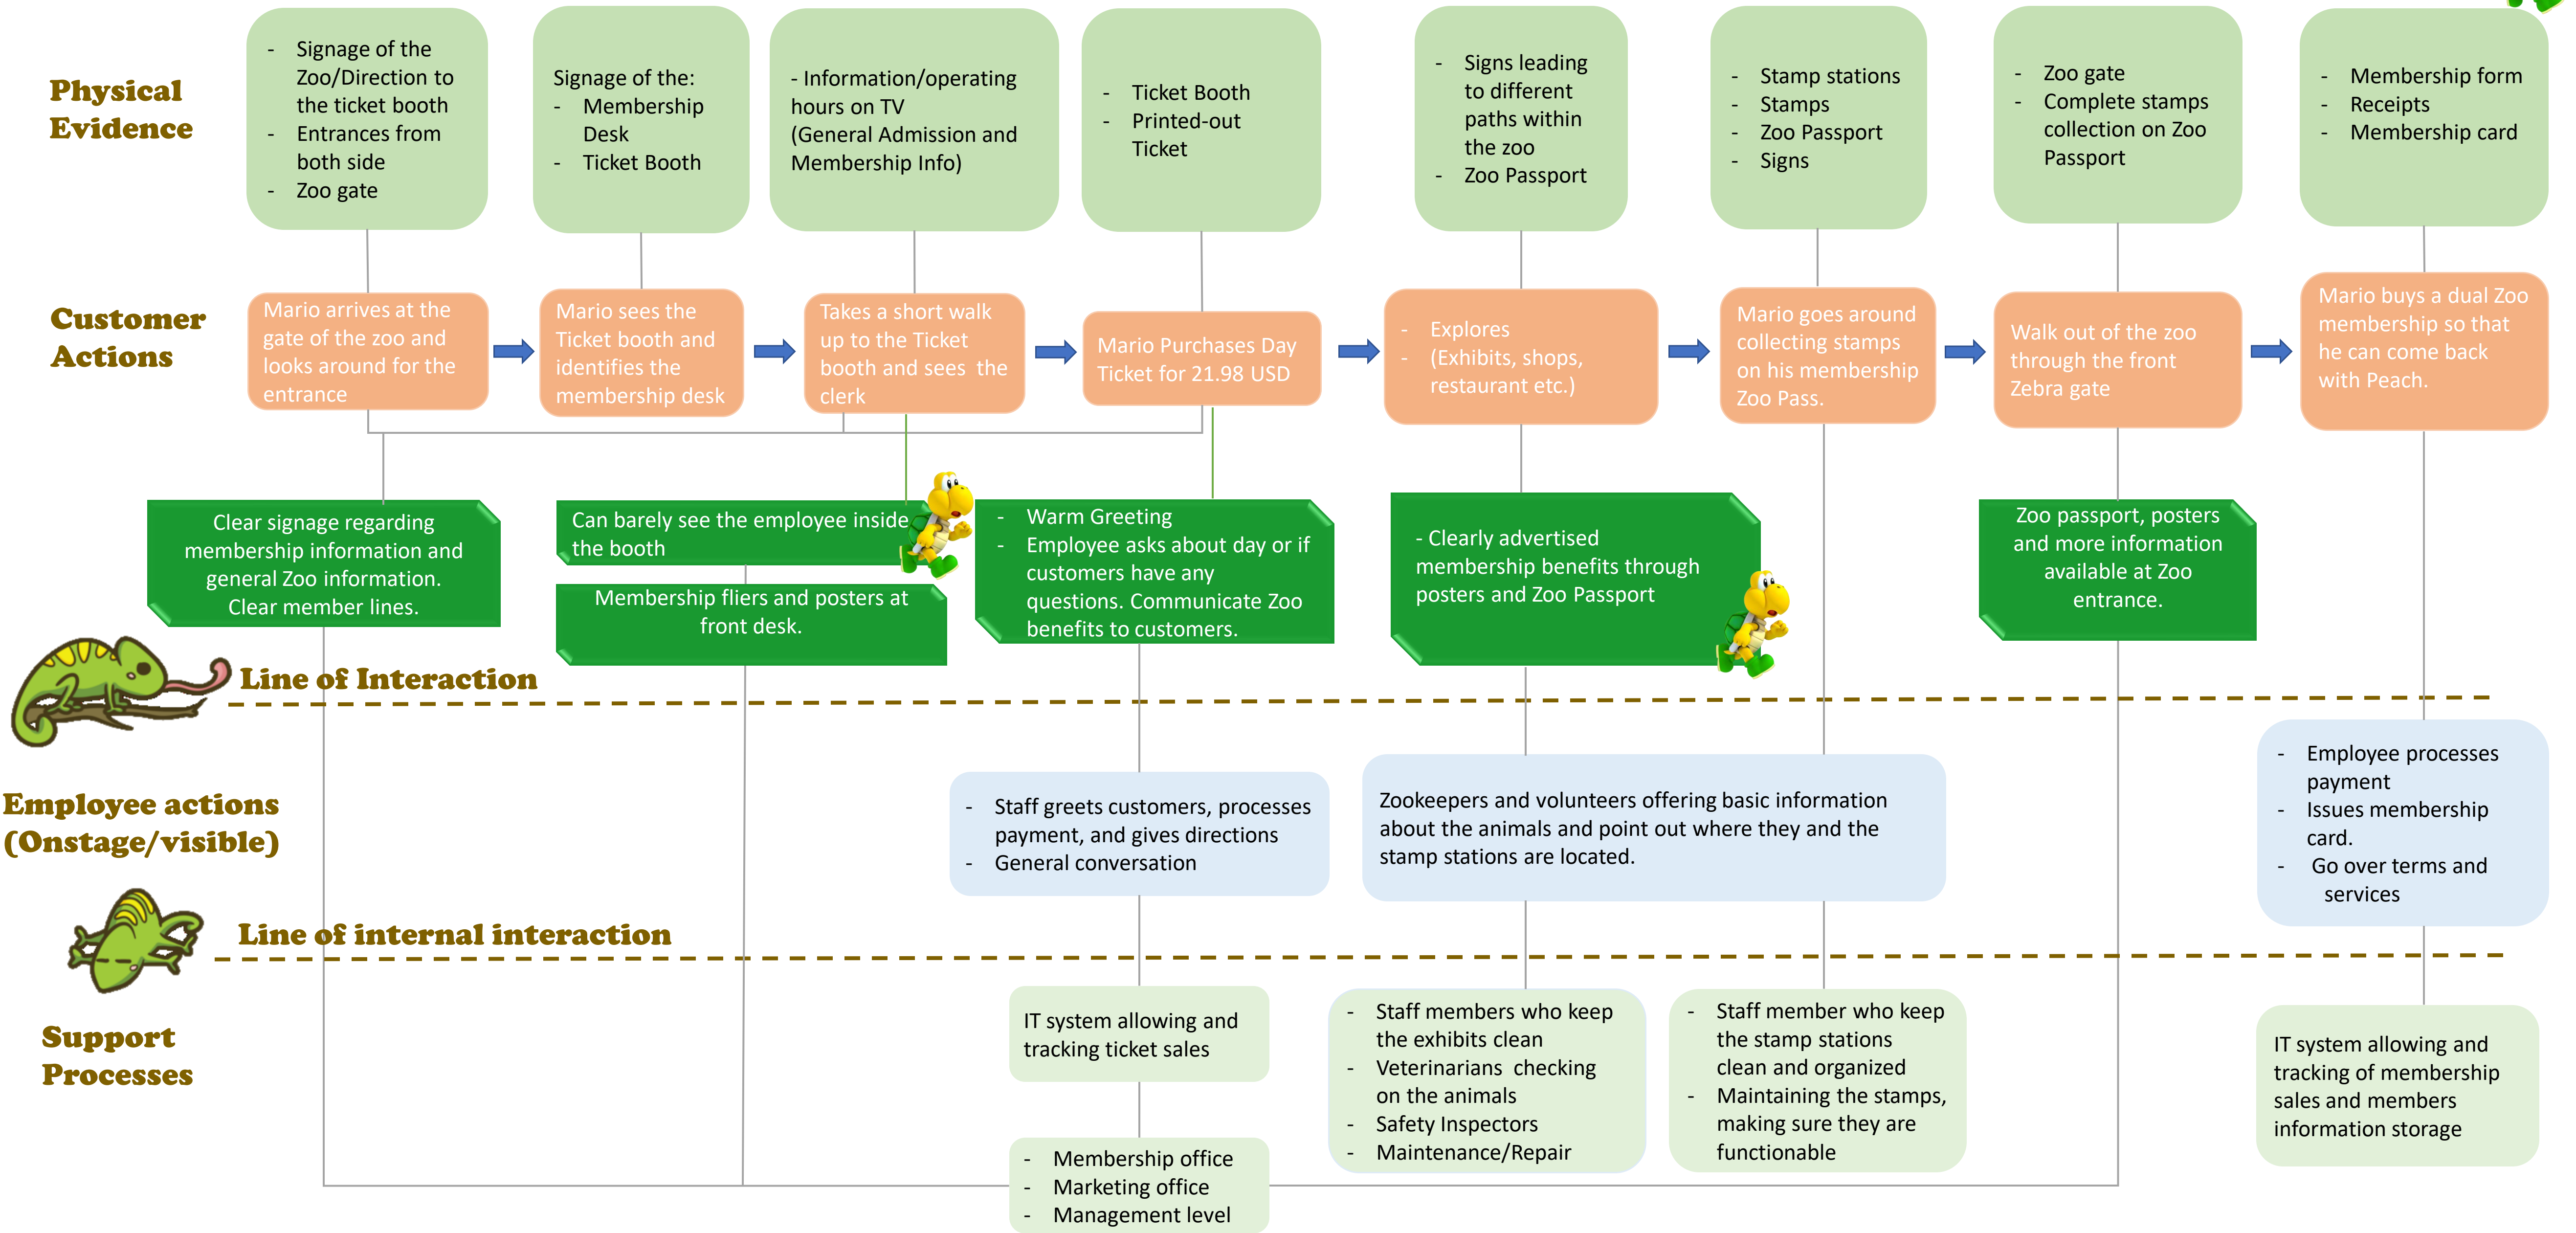 Physical
Evidence
- Signage of the
Zoo/Direction to
the ticket booth
- Entrances from
both side
- Zoo gate
Signage of the:
- Membership
Desk
- Ticket Booth
- Information/operating
hours on TV
(General Admission and
Membership Info)
- Ticket Booth
- Printed-out
Ticket
- Signs leading
to different
paths within
the zoo
- Zoo Passport
- Stamp stations
- Stamps
- Zoo Passport
- Signs
- Zoo gate
- Complete stamps
collection on Zoo
Passport
- Membership form
- Receipts
- Membership card
Customer
Actions
Mario arrives at the
gate of the zoo and
looks around for the
entrance
Mario sees the
Ticket booth and
identifies the
membership desk
Takes a short walk
up to the Ticket
booth and sees the
clerk
Mario Purchases Day
Ticket for 21.98 USD
- Explores
- (Exhibits, shops,
restaurant etc.)
Mario goes around
collecting stamps
on his membership
Zoo Pass.
Walk out of the zoo
through the front
Zebra gate
Mario buys a dual Zoo
membership so that
he can come back
with Peach.
Clear signage regarding
membership information and
general Zoo information.
Clear member lines.
Can barely see the employee inside
the booth
Membership fliers and posters at
front desk.
- Warm Greeting
- Employee asks about day or if
customers have any
questions. Communicate Zoo
benefits to customers.
- Clearly advertised
membership benefits through
posters and Zoo Passport
Zoo passport, posters
and more information
available at Zoo
entrance.
Line of Interaction
Employee actions
(Onstage/visible)
- Staff greets customers, processes
payment, and gives directions
- General conversation
Zookeepers and volunteers offering basic information
about the animals and point out where they and the
stamp stations are located.
- Employee processes
payment
- Issues membership
card.
- Go over terms and
services
Line of internal interaction
Support
Processes
IT system allowing and
tracking ticket sales
- Membership office
- Marketing office
- Management level
- Staff members who keep
the exhibits clean
- Veterinarians checking
on the animals
- Safety Inspectors
- Maintenance/Repair
- Staff member who keep
the stamp stations
clean and organized
- Maintaining the stamps,
making sure they are
functionable
IT system allowing and
tracking of membership
sales and members
information storage